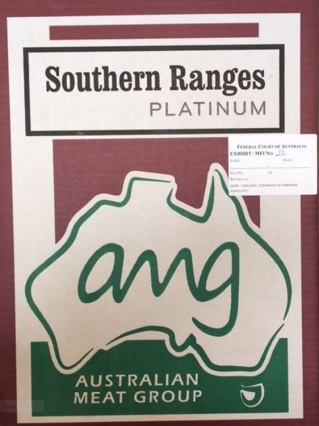 Southern Ranges
PLATINUM
FEDERAL COURT OF AUSTRALIA
EXHIBIT / MFI No.
amg
AUSTRALIAN
MEAT GROUP